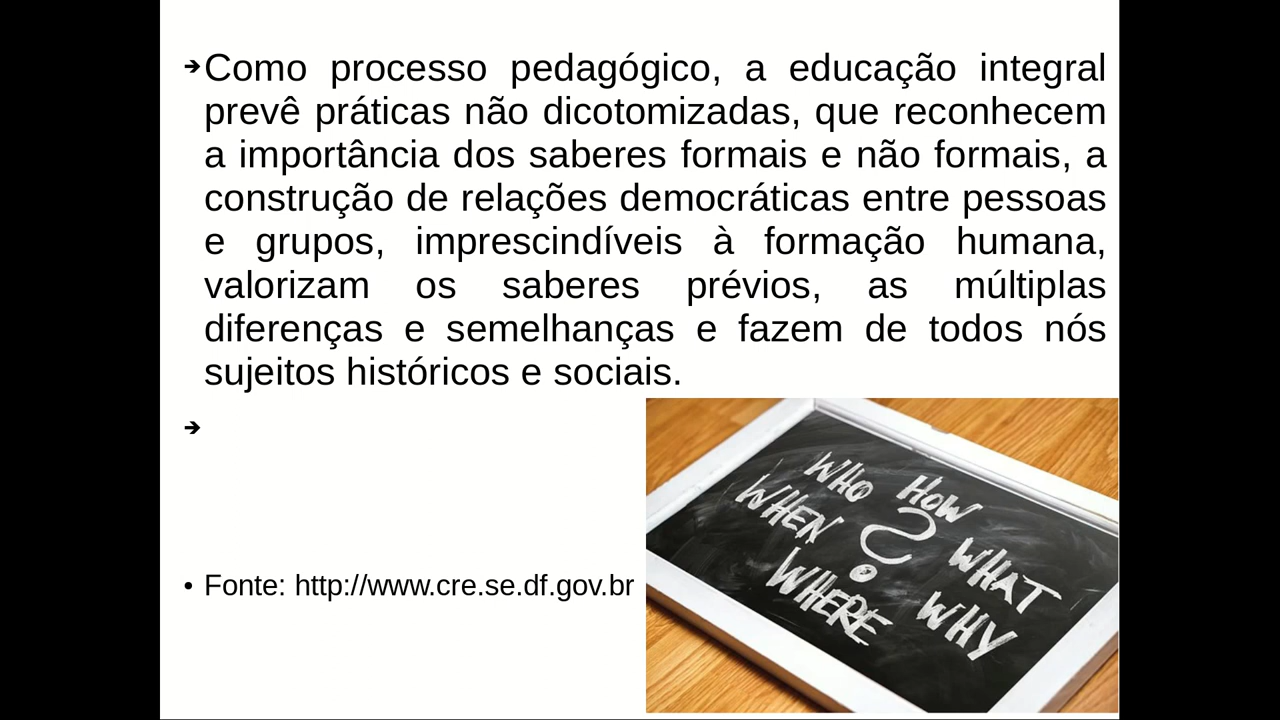 ➔Como processo pedagógico, a educação integral
prevê práticas não dicotomizadas, que reconhecem
a importância dos saberes formais e não formais, a
construção de relações democráticas entre pessoas
e grupos, imprescindíveis à formação humana,
valorizam os saberes prévios, as múltiplas
diferenças e semelhanças e fazem de todos nós
sujeitos históricos e sociais.
➔
• Fonte: http://www.cre.se.df.gov.br
WHO HOW
WHEN ? WHAT
WHERE WHY